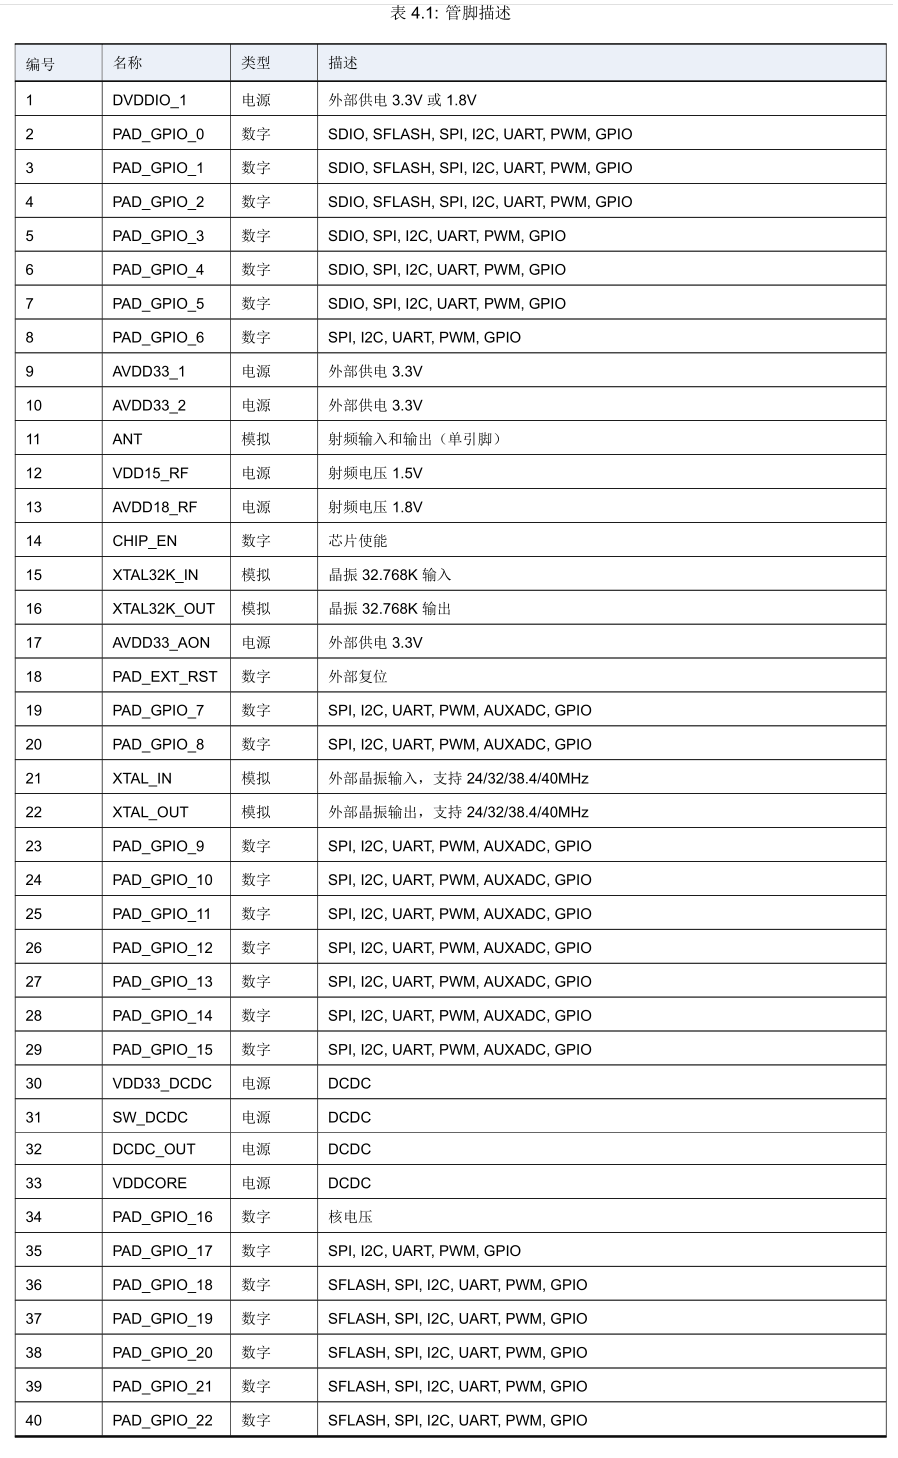 表 4.1: 管脚描述
编号 名称 类型 描述
1 DVDDIO_1 电源 外部供电 3.3V 或 1.8V
2 PAD_GPIO_0 数字 SDIO, SFLASH, SPI, I2C, UART, PWM, GPIO
3 PAD_GPIO_1 数字 SDIO, SFLASH, SPI, I2C, UART, PWM, GPIO
4 PAD_GPIO_2 数字 SDIO, SFLASH, SPI, I2C, UART, PWM, GPIO
5 PAD_GPIO_3 数字 SDIO, SPI, I2C, UART, PWM, GPIO
6 PAD_GPIO_4 数字 SDIO, SPI, I2C, UART, PWM, GPIO
7 PAD_GPIO_5 数字 SDIO, SPI, I2C, UART, PWM, GPIO
8 PAD_GPIO_6 数字 SPI, I2C, UART, PWM, GPIO
9 AVDD33_1 电源 外部供电 3.3V
10 AVDD33_2 电源 外部供电 3.3V
11 ANT 模拟 射频输入和输出（单引脚）
12 VDD15_RF 电源 射频电压 1.5V
13 AVDD18_RF 电源 射频电压 1.8V
14 CHIP_EN 数字 芯片使能
15 XTAL32K_IN 模拟 晶振 32.768K 输入
16 XTAL32K_OUT 模拟 晶振 32.768K 输出
17 AVDD33_AON 电源 外部供电 3.3V
18 PAD_EXT_RST 数字 外部复位
19 PAD_GPIO_7 数字 SPI, I2C, UART, PWM, AUXADC, GPIO
20 PAD_GPIO_8 数字 SPI, I2C, UART, PWM, AUXADC, GPIO
21 XTAL_IN 模拟 外部晶振输入，支持 24/32/38.4/40MHz
22 XTAL_OUT 模拟 外部晶振输出，支持 24/32/38.4/40MHz
23 PAD_GPIO_9 数字 SPI, I2C, UART, PWM, AUXADC, GPIO
24 PAD_GPIO_10 数字 SPI, I2C, UART, PWM, AUXADC, GPIO
25 PAD_GPIO_11 数字 SPI, I2C, UART, PWM, AUXADC, GPIO
26 PAD_GPIO_12 数字 SPI, I2C, UART, PWM, AUXADC, GPIO
27 PAD_GPIO_13 数字 SPI, I2C, UART, PWM, AUXADC, GPIO
28 PAD_GPIO_14 数字 SPI, I2C, UART, PWM, AUXADC, GPIO
29 PAD_GPIO_15 数字 SPI, I2C, UART, PWM, AUXADC, GPIO
30 VDD33_DCDC 电源 DCDC
31 SW_DCDC 电源 DCDC
32 DCDC_OUT 电源 DCDC
33 VDDCORE 电源 DCDC
34 PAD_GPIO_16 数字 核电压
35 PAD_GPIO_17 数字 SPI, I2C, UART, PWM, GPIO
36 PAD_GPIO_18 数字 SFLASH, SPI, I2C, UART, PWM, GPIO
37 PAD_GPIO_19 数字 SFLASH, SPI, I2C, UART, PWM, GPIO
38 PAD_GPIO_20 数字 SFLASH, SPI, I2C, UART, PWM, GPIO
39 PAD_GPIO_21 数字 SFLASH, SPI, I2C, UART, PWM, GPIO
40 PAD_GPIO_22 数字 SFLASH, SPI, I2C, UART, PWM, GPIO